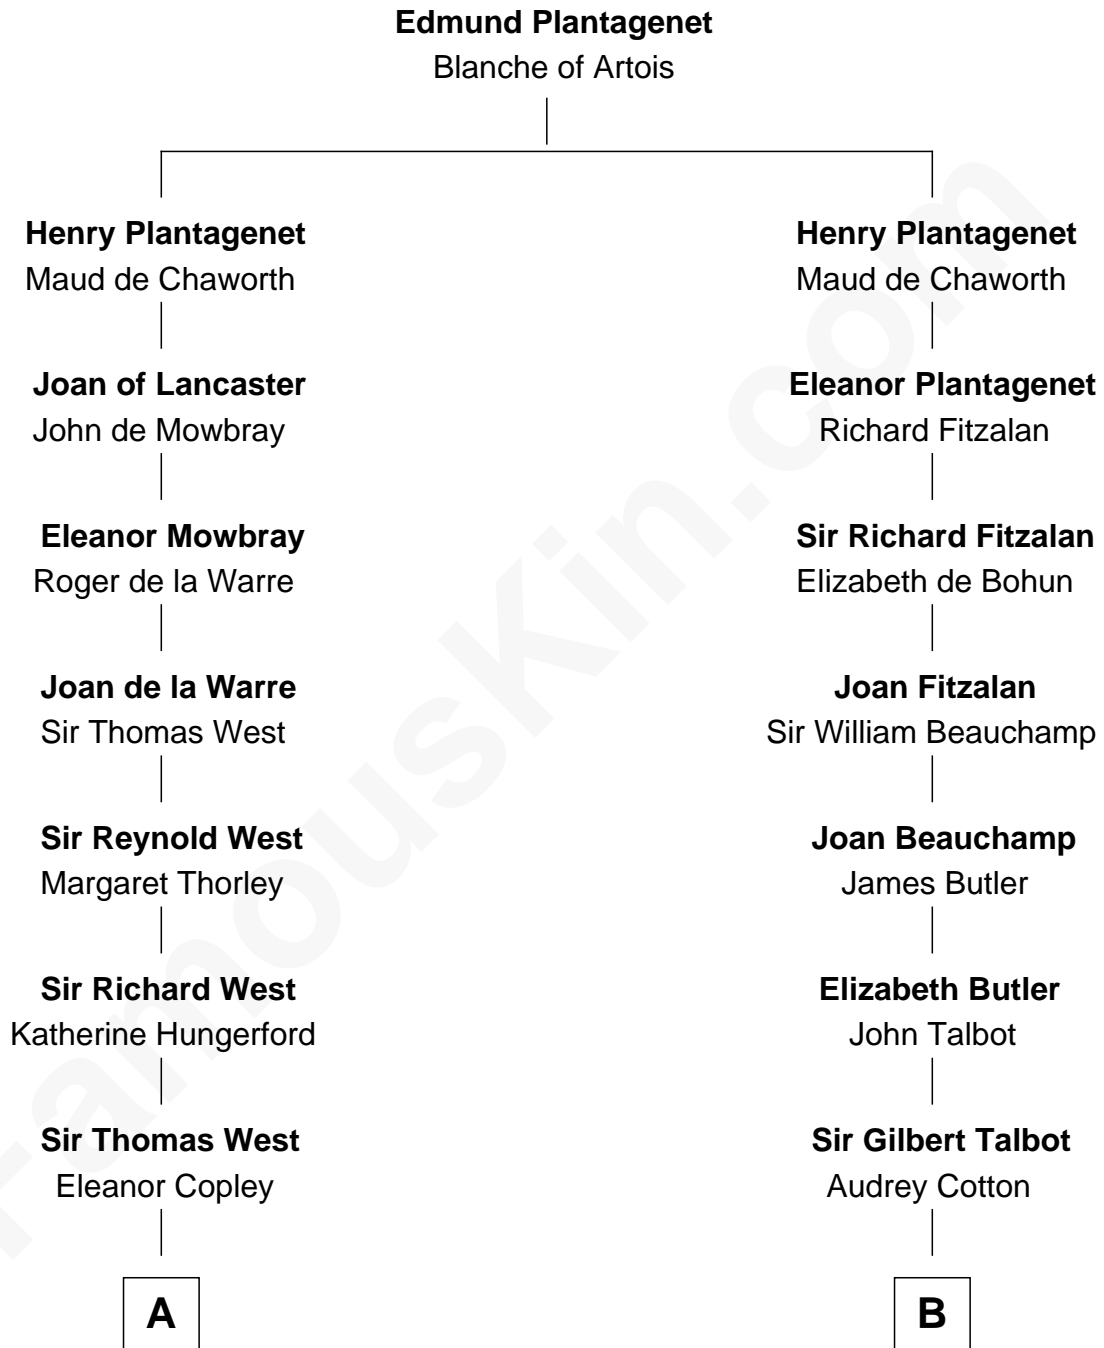 Edmund Plantagenet
Blanche of Artois
Henry Plantagenet
Maud de Chaworth
Joan of Lancaster
John de Mowbray
Eleanor Mowbray
Roger de la Warre
Joan de la Warre
Sir Thomas West
Sir Reynold West
Margaret Thorley
Sir Richard West
Katherine Hungerford
Sir Thomas West
Eleanor Copley
A
Henry Plantagenet
Maud de Chaworth
Eleanor Plantagenet
Richard Fitzalan
Sir Richard Fitzalan
Elizabeth de Bohun
Joan Fitzalan
Sir William Beauchamp
Joan Beauchamp
James Butler
Elizabeth Butler
John Talbot
Sir Gilbert Talbot
Audrey Cotton
B
FamousKin.com